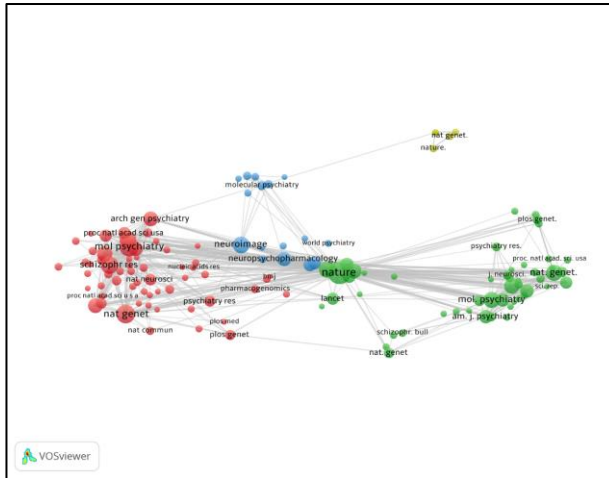 nat genet.
nature.
molecular psychiatry
arch gen psychiatry
plos genet.
proc natl acad sci usa
mol psychiatry
neuroimage
world psychiatry
psychiatry res.
schizophr res
neuropsychopharmacology
proc. natl. acad. sci. usa
nucleic acids res
nature
j. neurosci.
nat. genet.
nat neurosci
bmj
pharmacogenomics
proc natl acad sci u s a
psychiatry res
lancet
mol. psychiatry
nat genet
am. j. psychiatry
plos med
nat commun
plos genet
schizophr. bull
nat. genet
VOSviewer